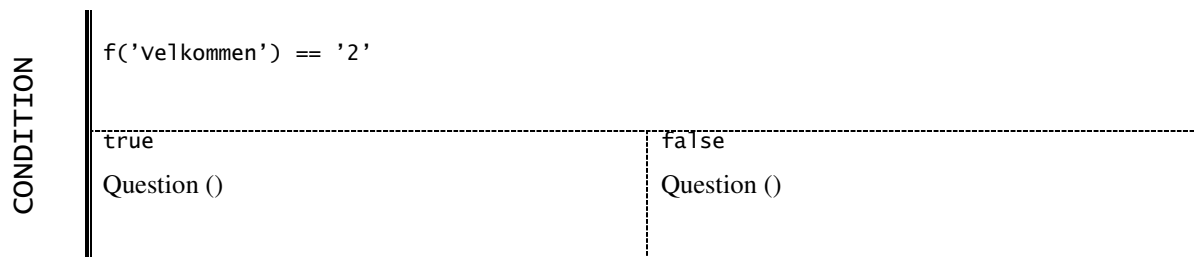 CONDITION
f(’Velkommen’) == ’2’
true
false
Question ()
Question ()